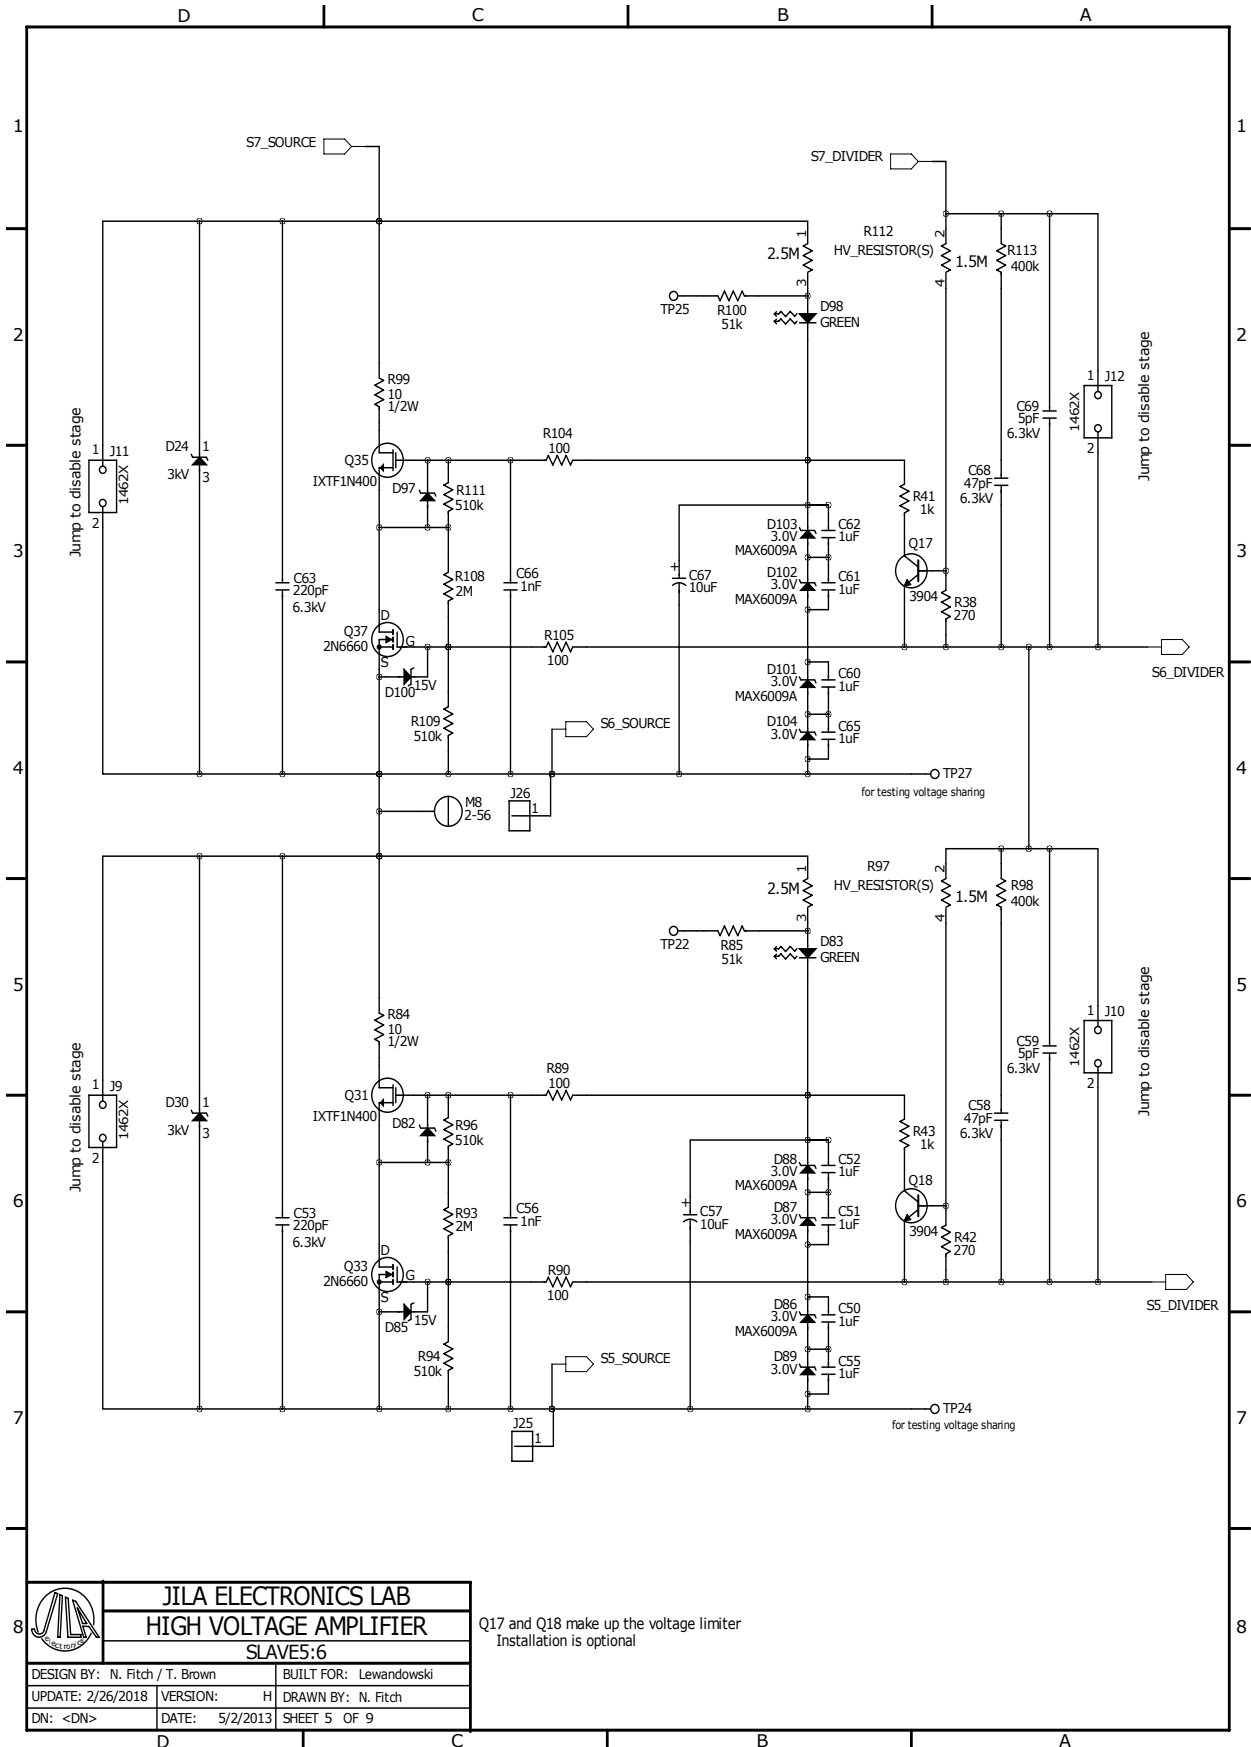 D C B A
1 1
S7_SOURCE
S7_DIVIDER
1
2.5M
3
R112
HV_RESISTOR(S)
2
1.5M
4
R113
400k
TP25
R100
51k
D98
GREEN
2 2
R99
10
1/2W
Jump to disable stage
1 J11
1462X
2
D24 1
3kV 3
Q35
IXTF1N400
D97
R111
510k
R104
100
C69
5pF
6.3kV
1 J12
1462X
2
Jump to disable stage
C68
47pF
6.3kV
R41
1k
3 3
C63
220pF
6.3kV
R108
2M
C66
1nF
+
C67
10uF
D103
3.0V
MAX6009A
C62
1uF
D102
3.0V
MAX6009A
C61
1uF
Q17
3904
R38
270
Q37
2N6660
D
G
S
D100
15V
R105
100
R109
510k
S6_SOURCE
D101
3.0V
MAX6009A
C60
1uF
D104
3.0V
C65
1uF
S6_DIVIDER
4 4
TP27
for testing voltage sharing
M8
2-56
J26
1
1
2.5M
3
R97
HV_RESISTOR(S)
2
1.5M
4
R98
400k
TP22
R85
51k
D83
GREEN
5 5
R84
10
1/2W
Jump to disable stage
1 J9
1462X
2
D30 1
3kV 3
Q31
IXTF1N400
D82
R96
510k
R89
100
C59
5pF
6.3kV
1 J10
1462X
2
Jump to disable stage
C58
47pF
6.3kV
R43
1k
6 6
C53
220pF
6.3kV
R93
2M
C56
1nF
+
C57
10uF
D88
3.0V
MAX6009A
C52
1uF
D87
3.0V
MAX6009A
C51
1uF
Q18
3904
R42
270
Q33
2N6660
D
G
S
D85
15V
R90
100
R94
510k
S5_SOURCE
D86
3.0V
MAX6009A
C50
1uF
D89
3.0V
C55
1uF
S5_DIVIDER
7 7
TP24
for testing voltage sharing
J25
1
8 8
JILA
electronics
JILA ELECTRONICS LAB
HIGH VOLTAGE AMPLIFIER
SLAVE5:6
DESIGN BY: N. Fitch / T. Brown BUILT FOR: Lewandowski
UPDATE: 2/26/2018 VERSION: H DRAWN BY: N. Fitch
DN: <DN> DATE: 5/2/2013 SHEET 5 OF 9
Q17 and Q18 make up the voltage limiter
Installation is optional
D C B A